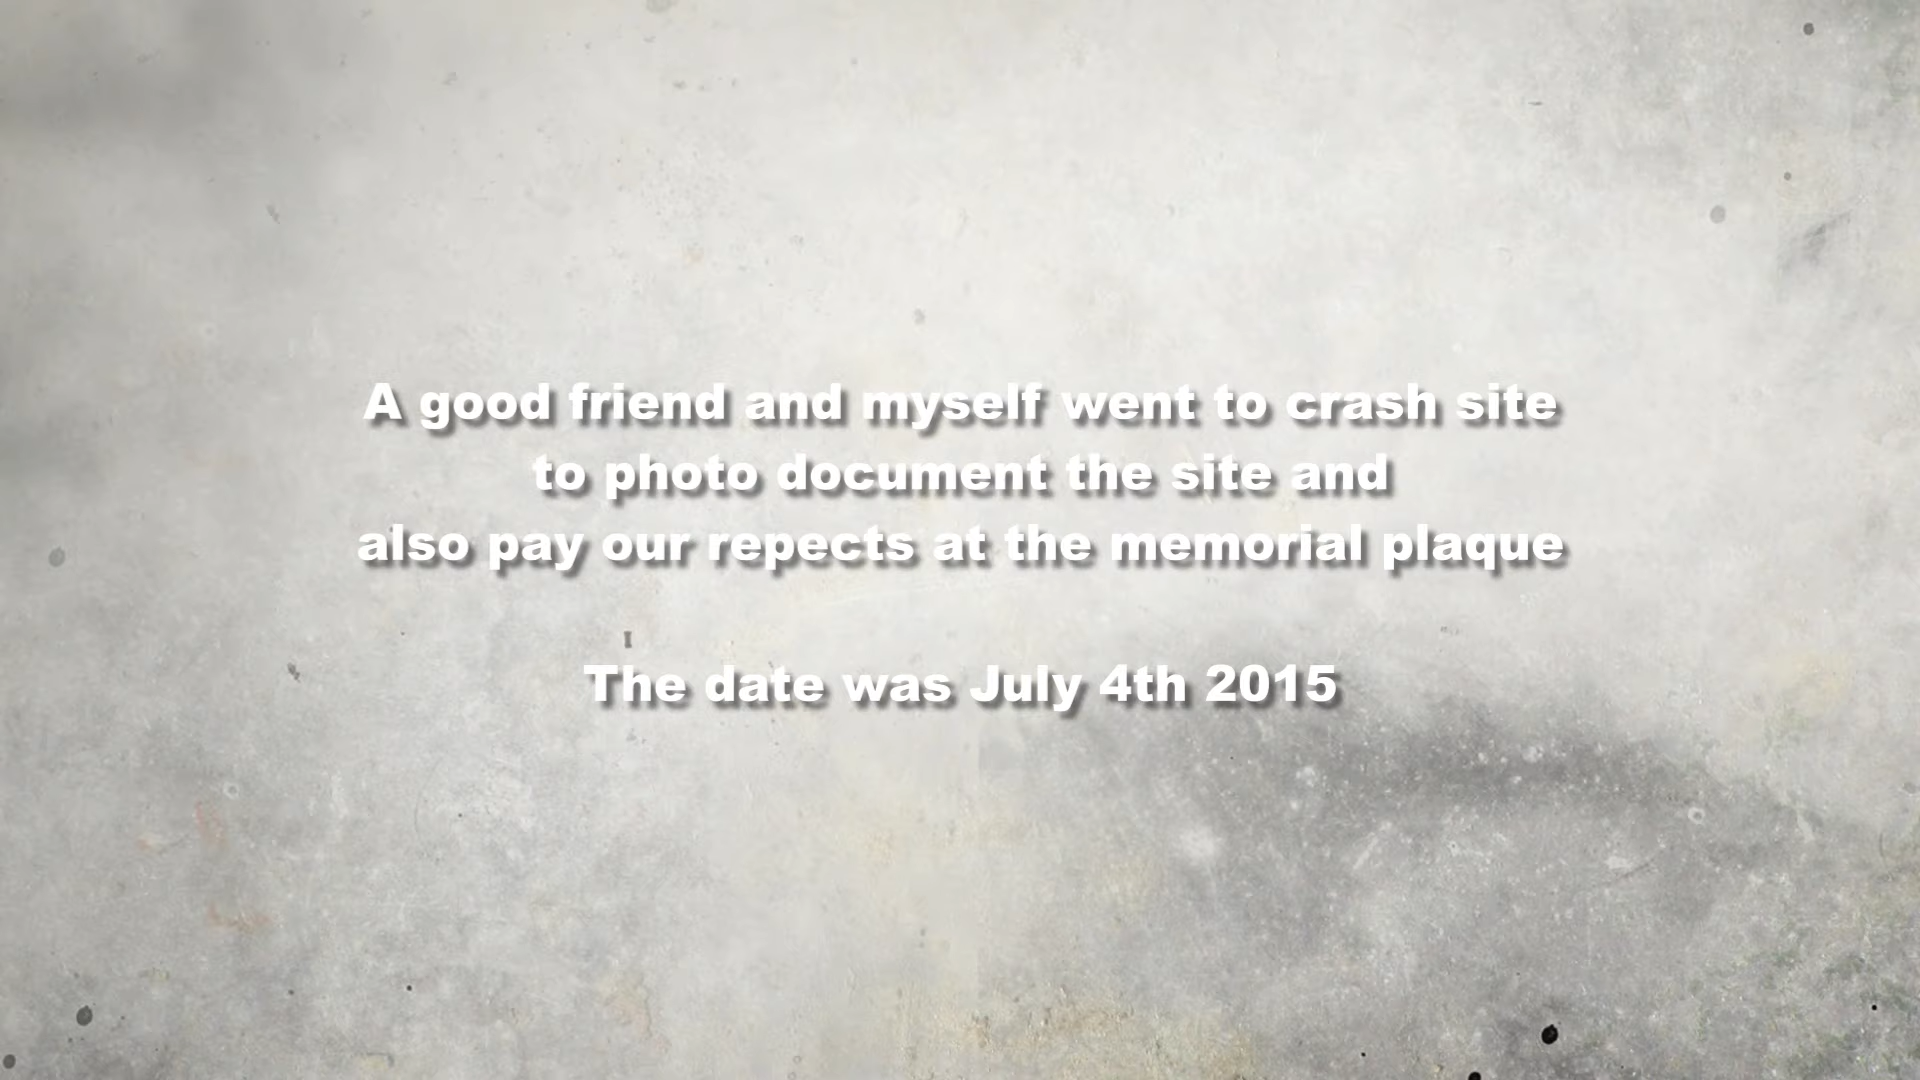 A good friend and myself went to crash site
to photo document the site and
also pay our repects at the memorial plaque
The date was July 4th 2015